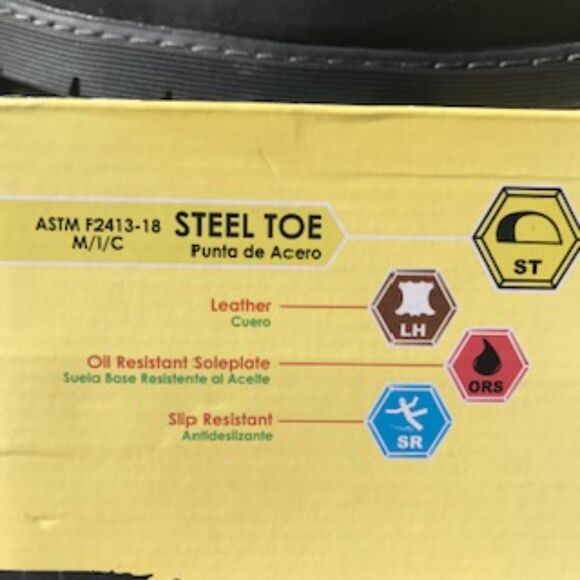 ASTM F2413-18 STEEL TOE
M/I/C Punta de Acero
ST
Leather
Cuero
LH
Oil Resistant Soleplate
Suela Base Resistente al Aceite
ORS
Slip Resistant
Antideslizante
SR